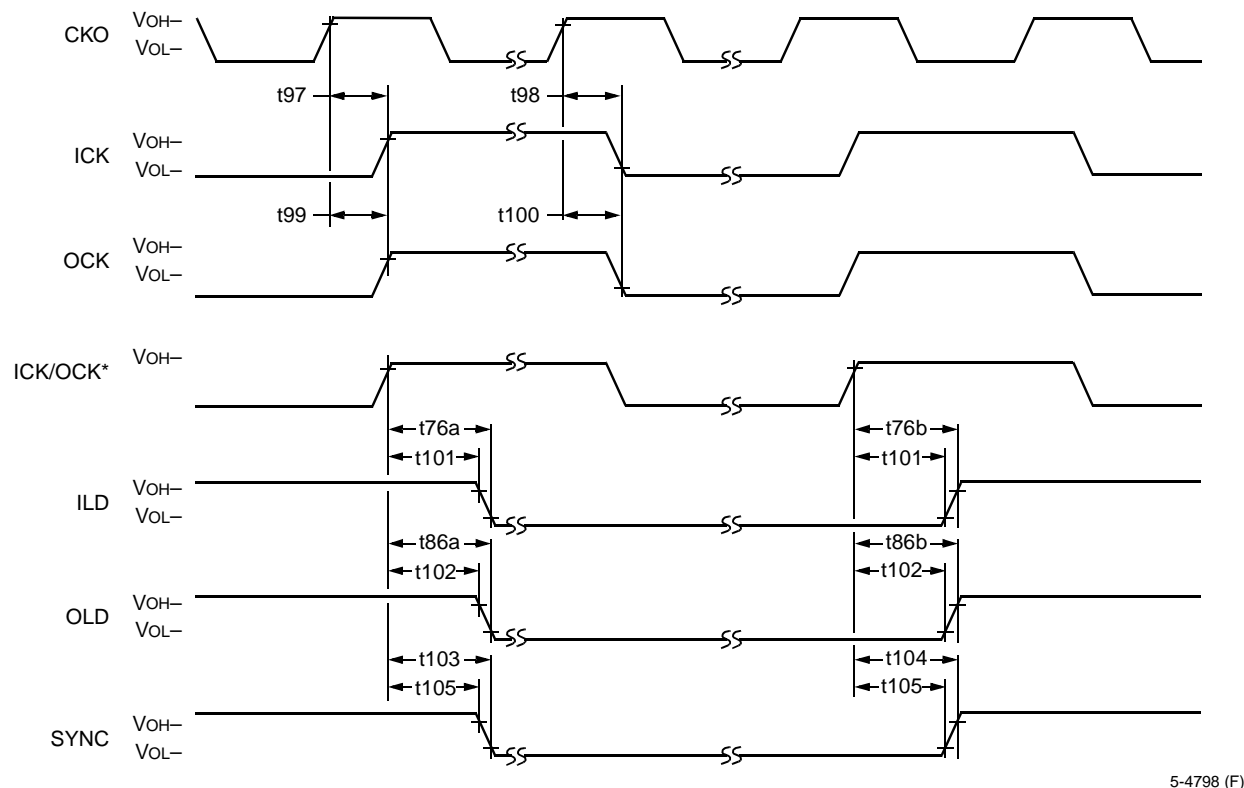 CKO
VOH–
VOL–
t97
t98
ICK
VOH–
VOL–
t99
t100
OCK
VOH–
VOL–
ICK/OCK*
VOH–
t76a
t76b
t101
t101
ILD
VOH–
VOL–
t86a
t86b
t102
t102
OLD
VOH–
VOL–
t103
t104
t105
t105
SYNC
VOH–
VOL–
5-4798 (F)